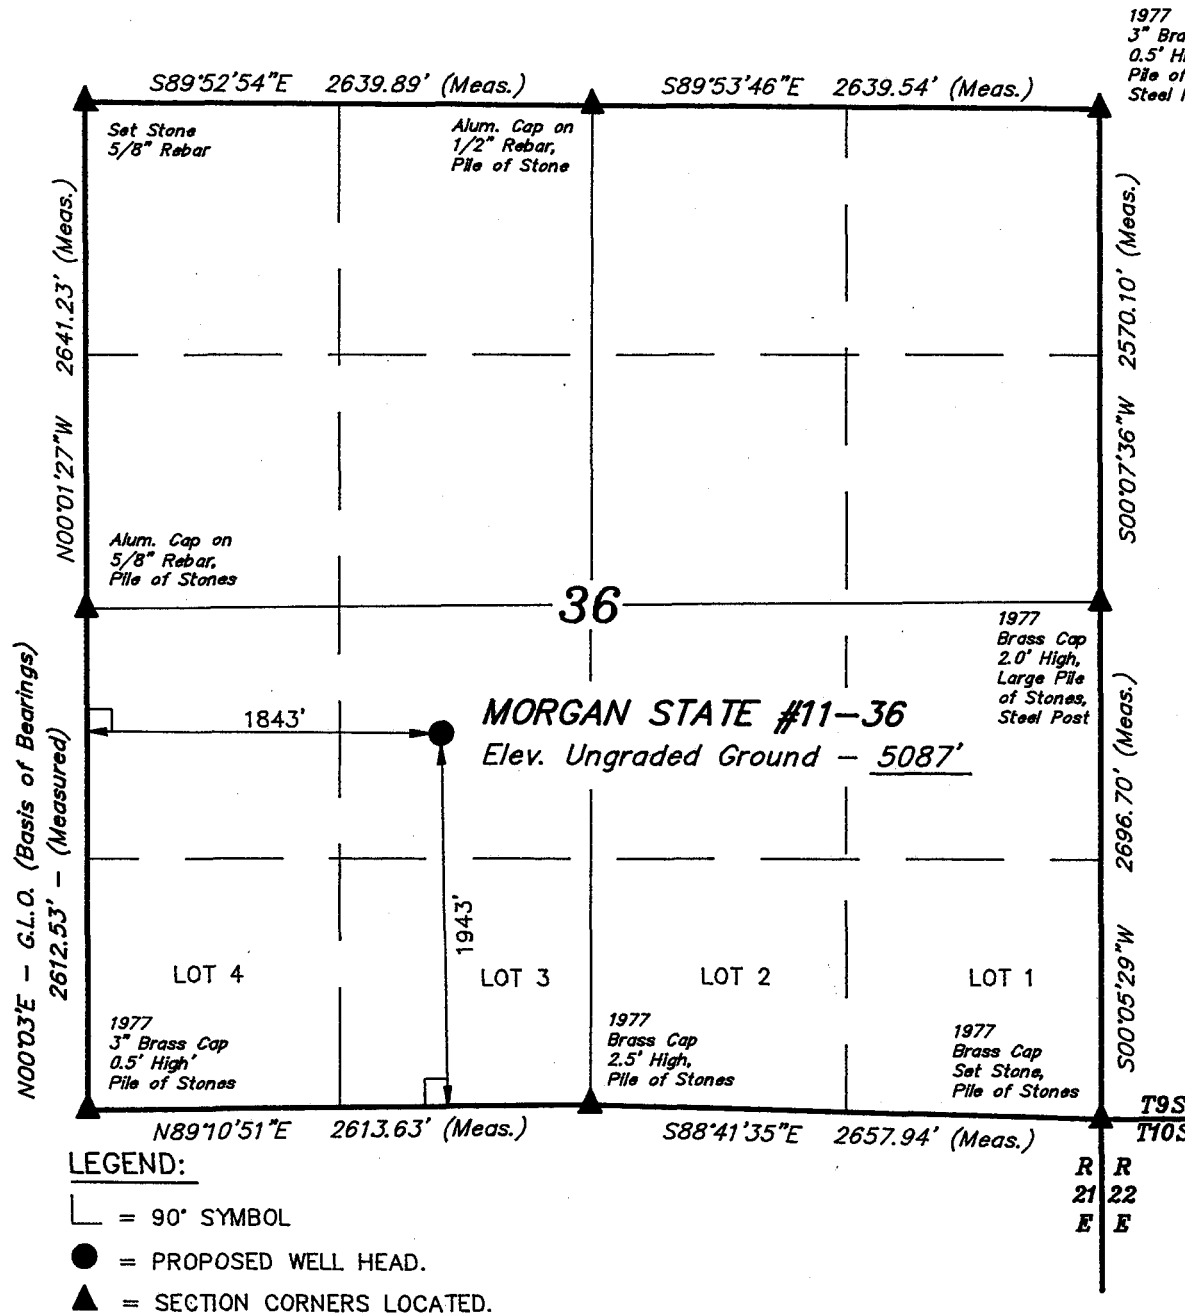 1977
3" Bra
0.5' Hi
Pile of
Steel
S89°52'54"E 2639.89' (Meas.)
S89°53'46"E 2639.54' (Meas.)
Set Stone
5/8" Rebar
Alum. Cap on
1/2" Rebar,
Pile of Stone
N00°01'27"W 2641.23' (Meas.)
S00°07'36"W 2570.10' (Meas.)
Alum. Cap on
5/8" Rebar,
Pile of Stones
36
1977
Brass Cap
2.0' High,
Large Pile
of Stones,
Steel Post
1843'
MORGAN STATE #11-36
Elev. Ungraded Ground - 5087'
N00°03'E - G.L.O. (Basis of Bearings)
2612.53' - (Measured)
1943'
S00°05'29"W 2696.70' (Meas.)
LOT 4
LOT 3
LOT 2
LOT 1
1977
3" Brass Cap
0.5' High'
Pile of Stones
1977
Brass Cap
2.5' High,
Pile of Stones
1977
Brass Cap
Set Stone,
Pile of Stones
N89°10'51"E 2613.63' (Meas.)
S88°41'35"E 2657.94' (Meas.)
T9S
T10S
R R
21 22
E E
LEGEND:
= 90° SYMBOL
= PROPOSED WELL HEAD.
= SECTION CORNERS LOCATED.